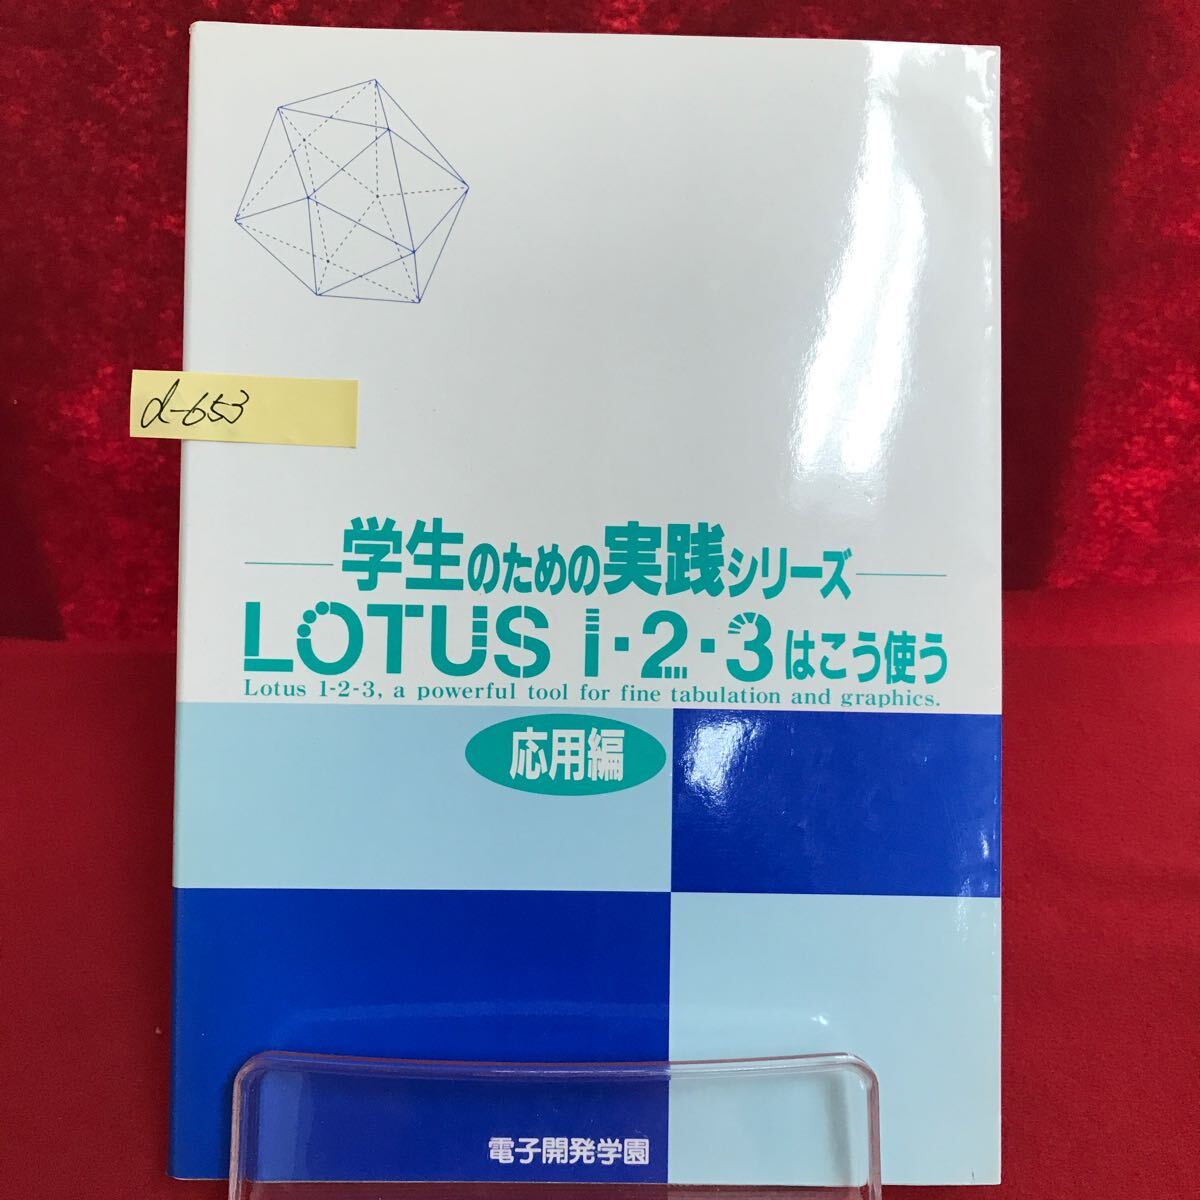 d-653
学生のための実践シリーズ
LOTUS 1・2・3はこう使う
Lotus 1-2-3, a powerful tool for fine tabulation and graphics.
応用編
電子開発学園